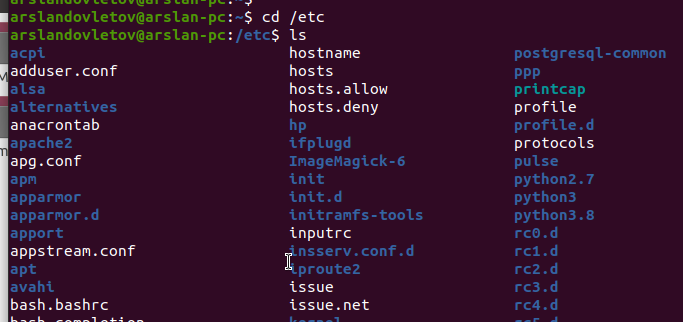 arslandovletov@arslan-pc:~$ cd /etc
arslandovletov@arslan-pc:/etc$ ls
acpi hostname postgresql-common
adduser.conf hosts ppp
alsa hosts.allow printcap
alternatives hosts.deny profile
anacrontab hp profile.d
apache2 ifplugd protocols
apg.conf ImageMagick-6 pulse
apm init python2.7
apparmor init.d python3
apparmor.d initramfs-tools python3.8
apport inputrc rc0.d
appstream.conf insserv.conf.d rc1.d
apt iproute2 rc2.d
avahi issue rc3.d
bash.bashrc issue.net rc4.d
bash_completion kernel rc5.d